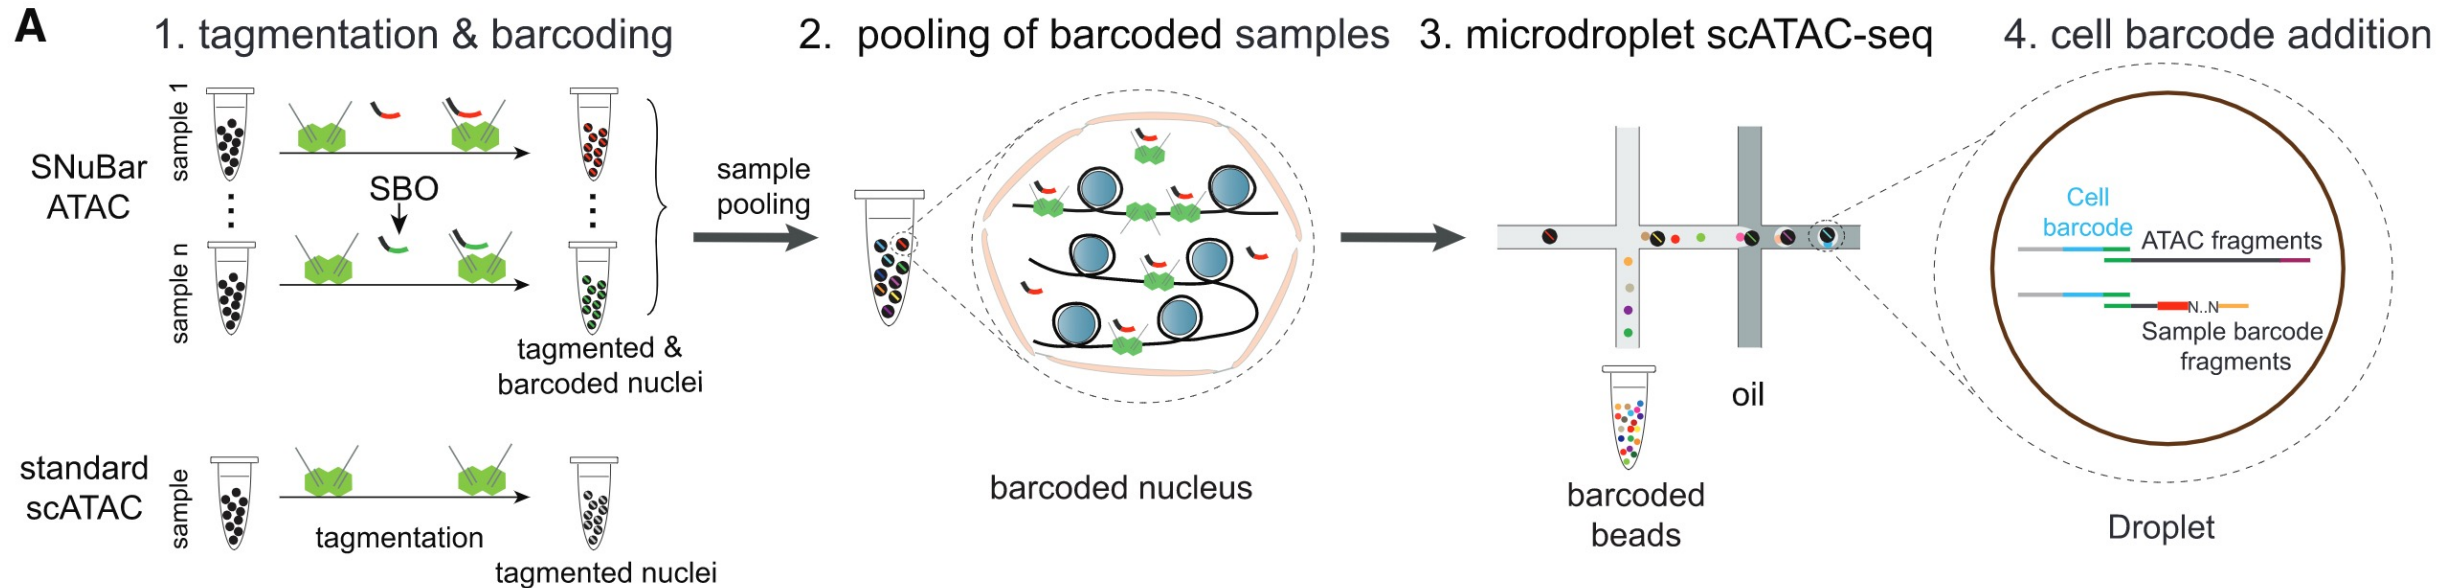 A
1. tagmentation & barcoding
2. pooling of barcoded samples
3. microdroplet scATAC-seq
4. cell barcode addition
SNuBar
ATAC
sample 1
SBO
sample n
tagmented &
barcoded nuclei
standard
scATAC
sample
tagmentation
tagmented nuclei
sample
pooling
barcoded nucleus
oil
barcoded
beads
Cell
barcode
ATAC fragments
N..N
Sample barcode
fragments
Droplet